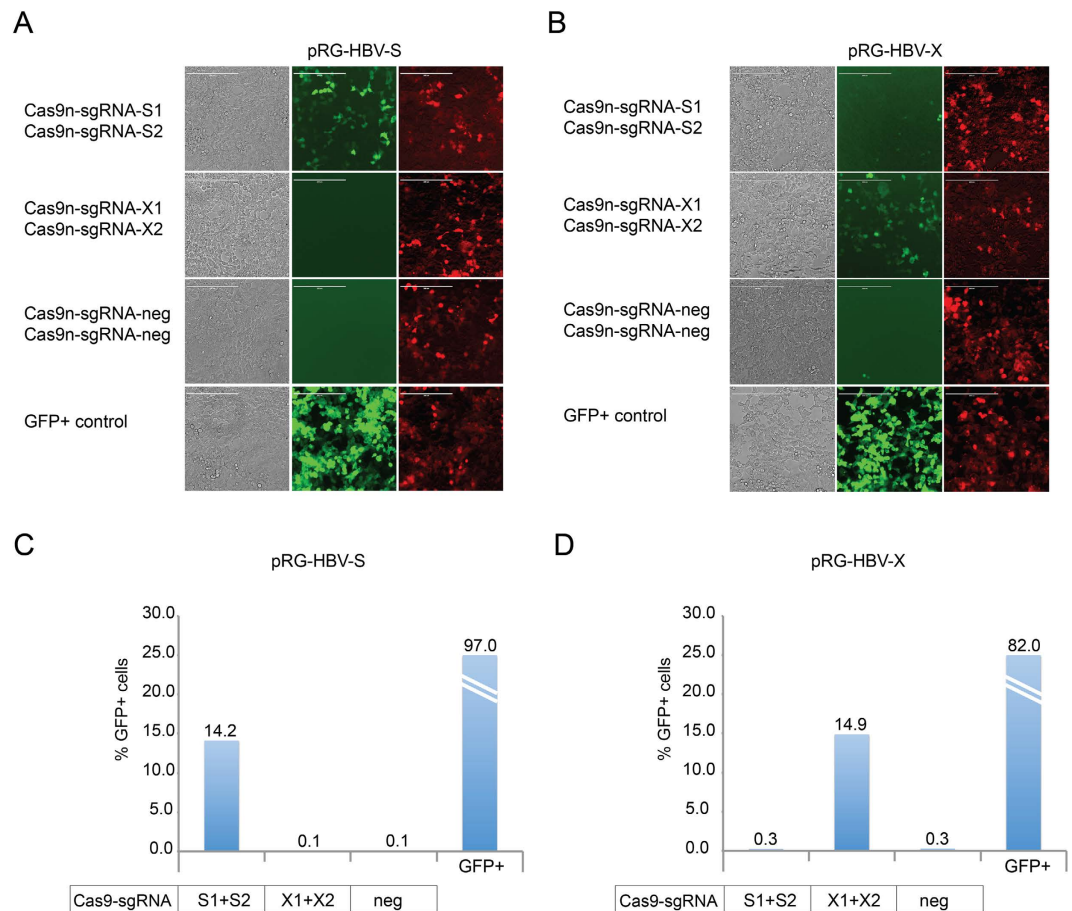 A
pRG-HBV-S
Cas9n-sgRNA-S1
Cas9n-sgRNA-S2
Cas9n-sgRNA-X1
Cas9n-sgRNA-X2
Cas9n-sgRNA-neg
Cas9n-sgRNA-neg
GFP+ control
B
pRG-HBV-X
Cas9n-sgRNA-S1
Cas9n-sgRNA-S2
Cas9n-sgRNA-X1
Cas9n-sgRNA-X2
Cas9n-sgRNA-neg
Cas9n-sgRNA-neg
GFP+ control
C
pRG-HBV-S
% GFP+ cells
30.0
25.0
20.0
15.0
10.0
5.0
0.0
14.2
0.1
0.1
97.0
GFP+
Cas9-sgRNA S1+S2 X1+X2 neg
D
pRG-HBV-X
% GFP+ cells
30.0
25.0
20.0
15.0
10.0
5.0
0.0
0.3
14.9
0.3
82.0
GFP+
Cas9-sgRNA S1+S2 X1+X2 neg